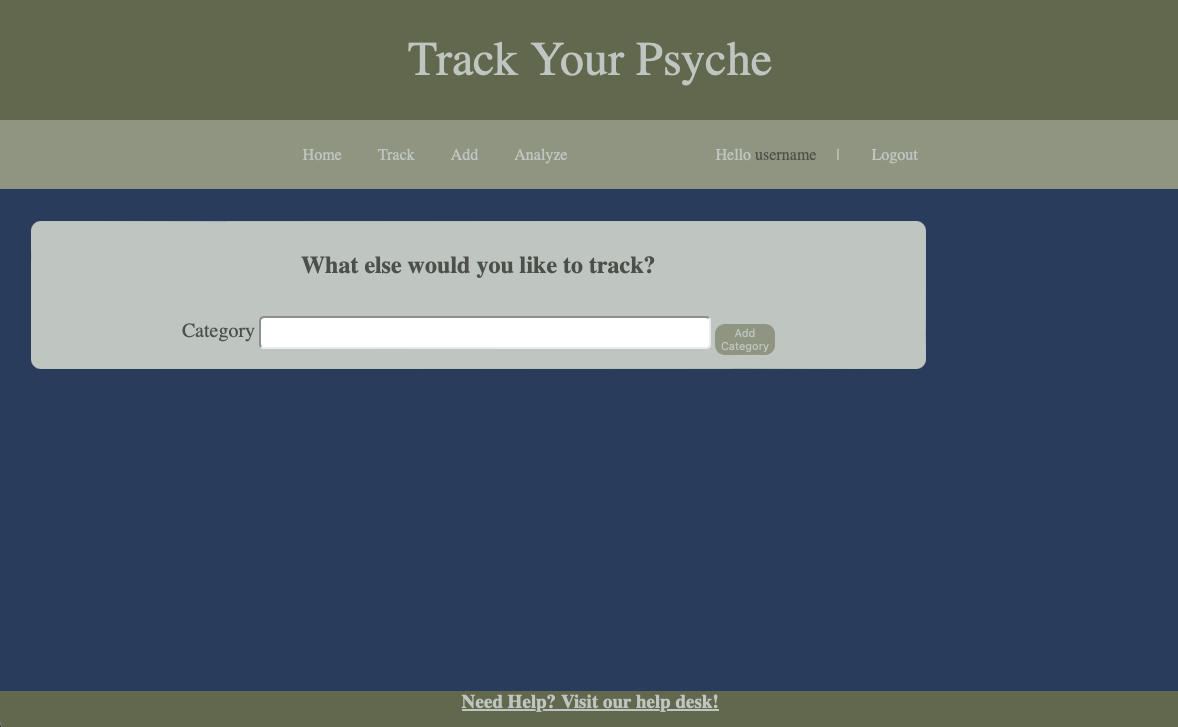 Track Your Psyche
Home Track Add Analyze Hello username | Logout
What else would you like to track?
Category
Add
Category
Need Help? Visit our help desk!